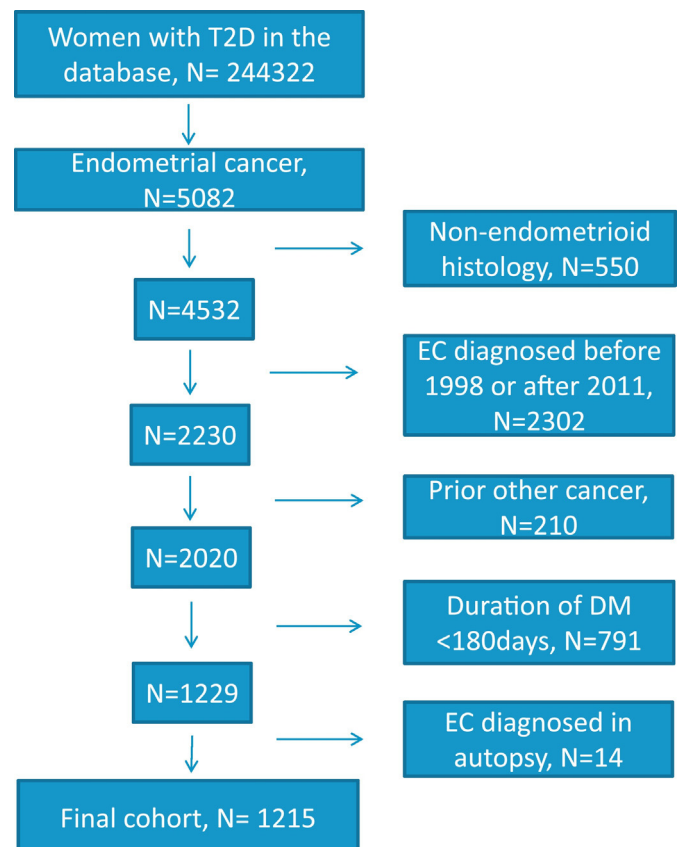 Women with T2D in the
database, N= 244322
Endometrial cancer,
N=5082
Non-endometrioid
histology, N=550
N=4532
EC diagnosed before
1998 or after 2011,
N=2302
N=2230
Prior other cancer,
N=210
N=2020
Duration of DM
<180days, N=791
N=1229
EC diagnosed in
autopsy, N=14
Final cohort, N= 1215